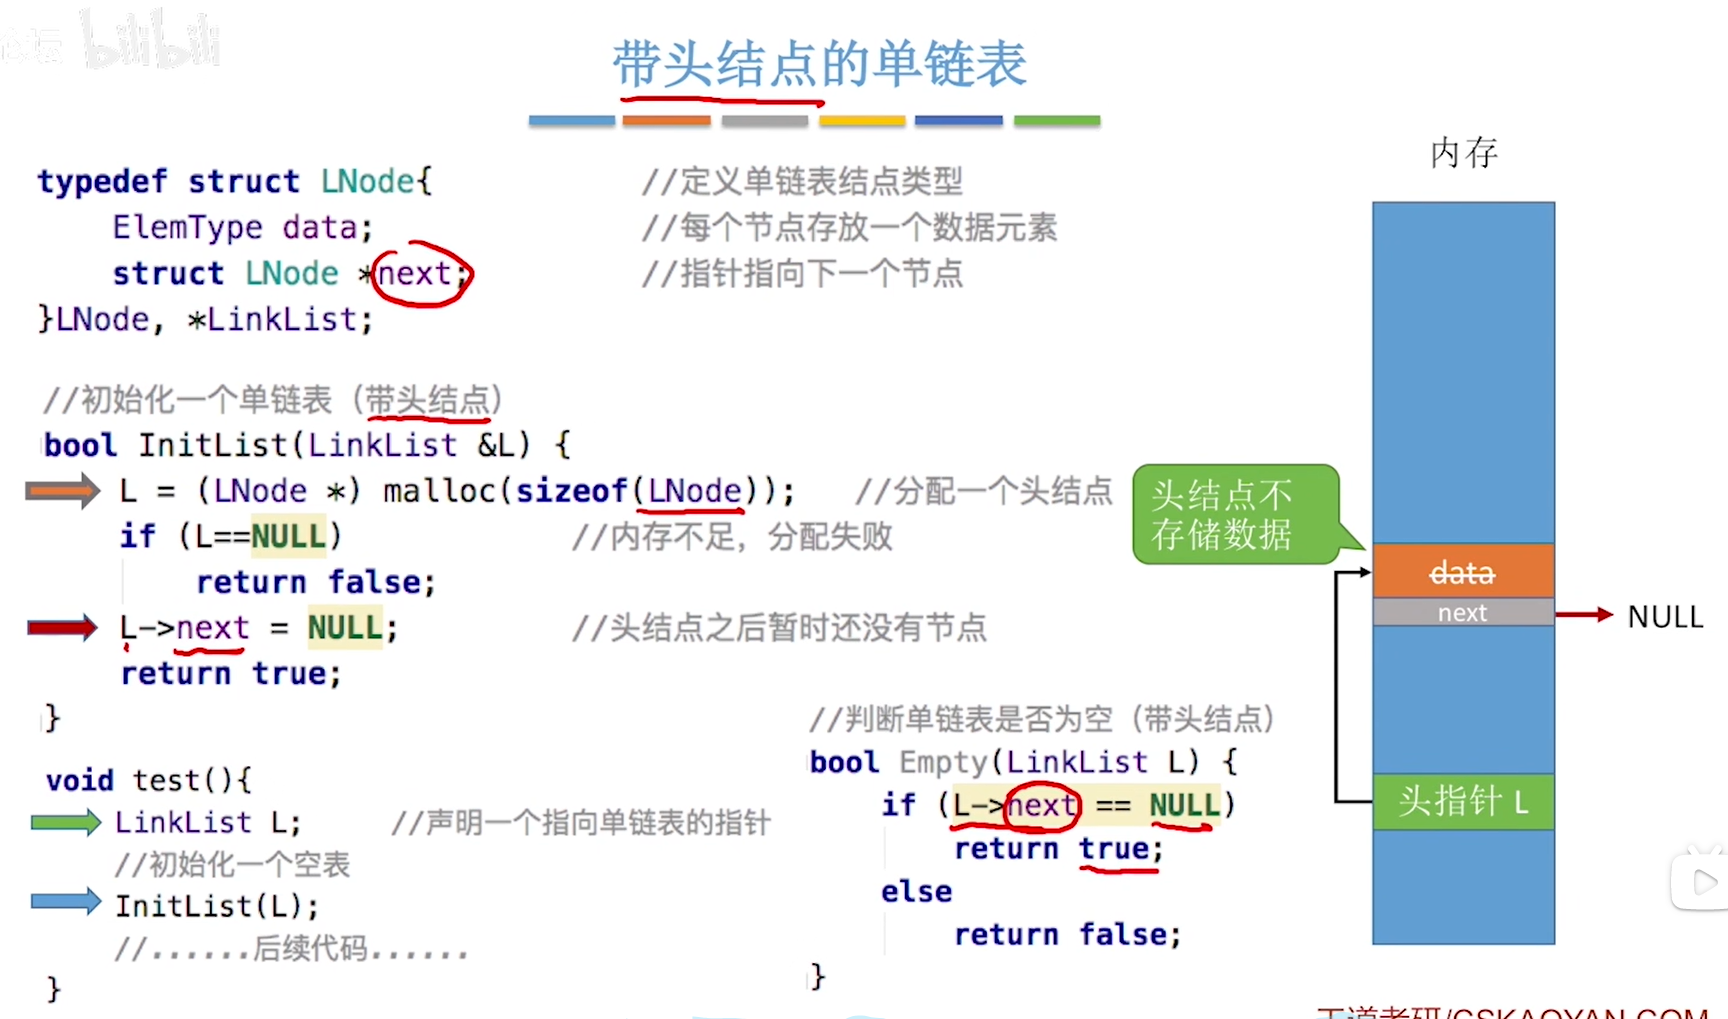 论坛 bilibili
带头结点的单链表
typedef struct LNode{ //定义单链表结点类型
ElemType data; //每个节点存放一个数据元素
struct LNode *next; //指针指向下一个节点
}LNode, *LinkList;
//初始化一个单链表（带头结点）
bool InitList(LinkList &L) {
L = (LNode *) malloc(sizeof(LNode)); //分配一个头结点
if (L==NULL) //内存不足，分配失败
return false;
L->next = NULL; //头结点之后暂时还没有节点
return true;
}
void test(){
LinkList L; //声明一个指向单链表的指针
//初始化一个空表
InitList(L);
//......后续代码......
}
//判断单链表是否为空（带头结点）
bool Empty(LinkList L) {
if (L->next == NULL)
return true;
else
return false;
}
内存
头结点不
存储数据
data
next
NULL
头指针 L
王道考研/CSKAOYAN.COM